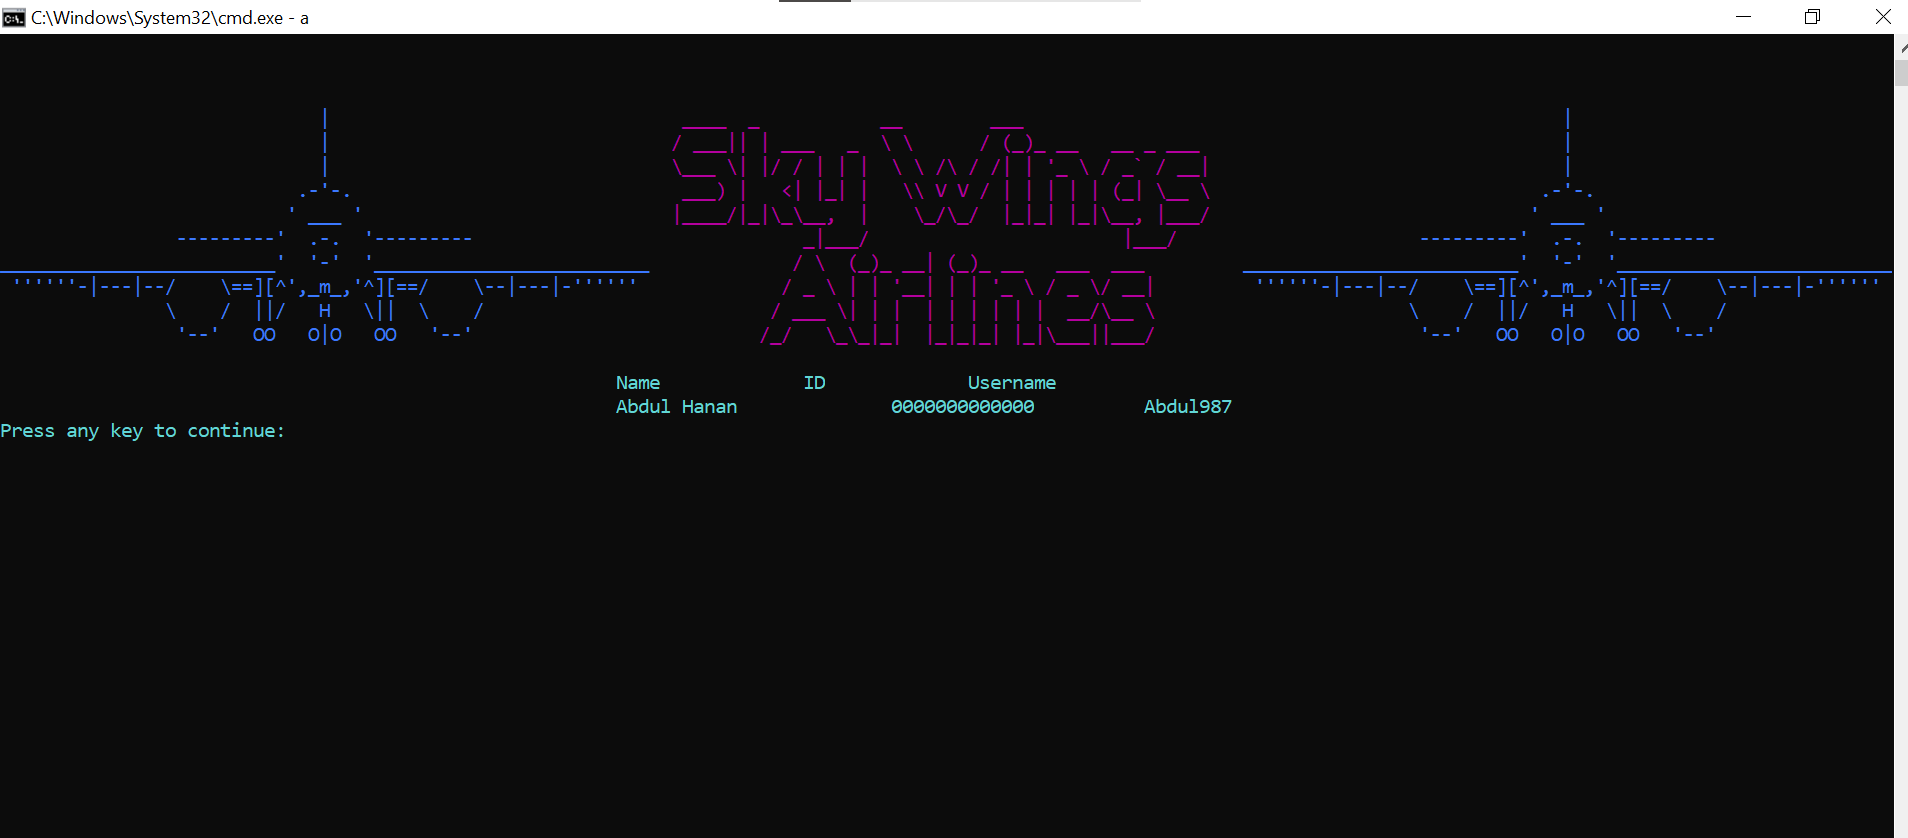 C:\Windows\System32\cmd.exe - a
Sky Wings
Airlines
Name ID Username
Abdul Hanan 0000000000000 Abdul987
Press any key to continue: